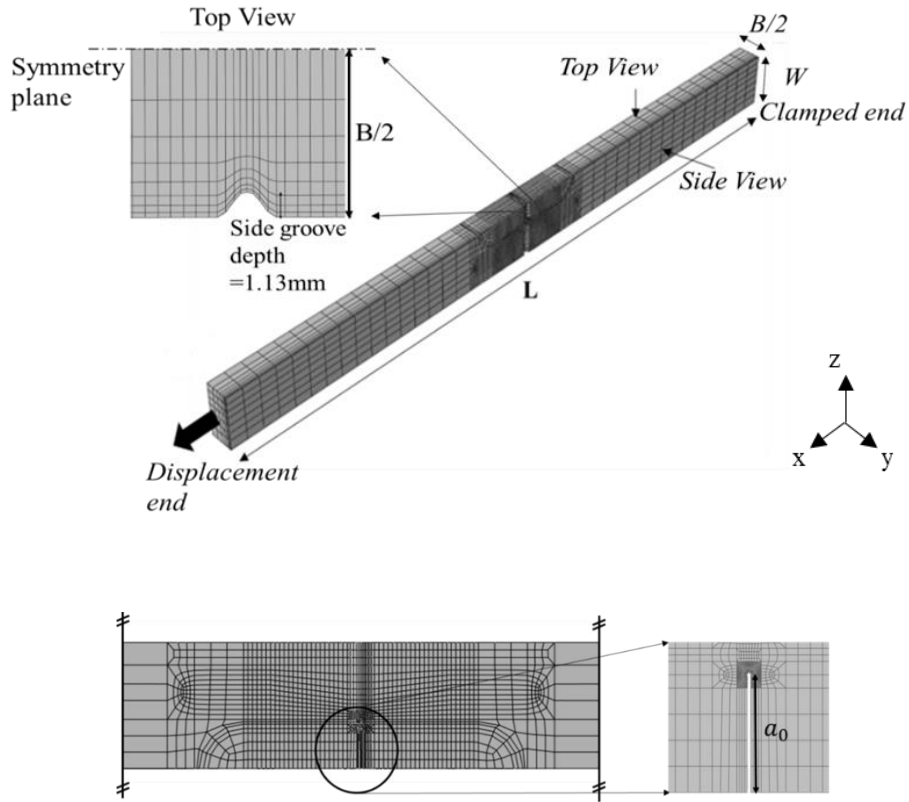 Top View
Symmetry
plane
B/2
Side groove
depth
=1.13mm
B/2
W
Top View
Clamped end
Side View
L
Displacement
end
z
x
y
a₀